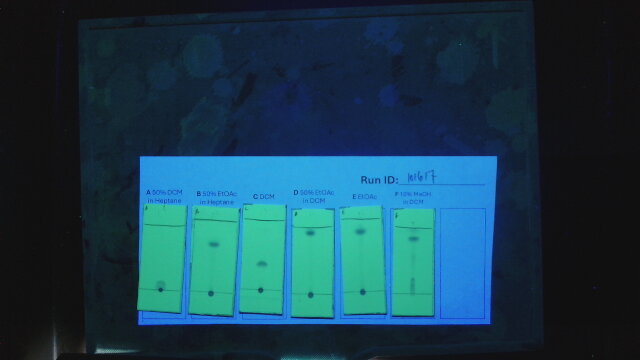 Run ID:
A 50% DCM
in Heptane
B 50% EtOAc
in Heptane
C DCM
D 50% EtOAc
in DCM
E EtOAc
F 10% MeOH
in DCM